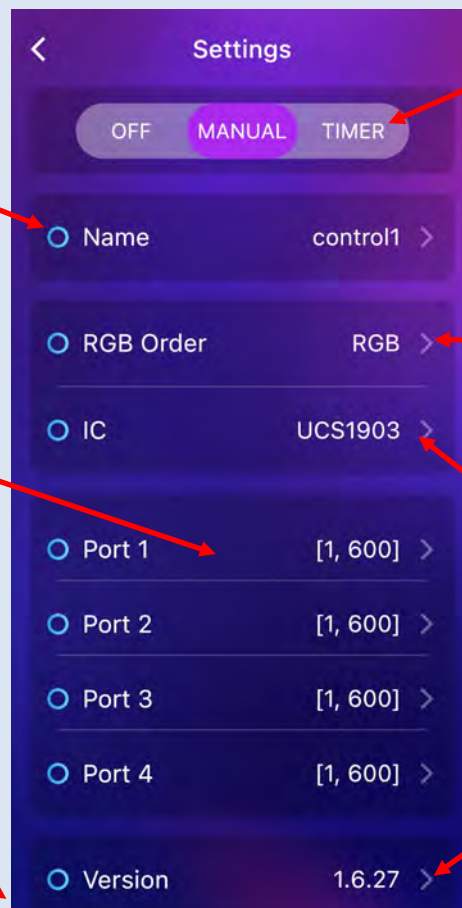 Settings
OFF MANUAL TIMER
Name control1
RGB Order RGB
IC UCS1903
Port 1 [1, 600]
Port 2 [1, 600]
Port 3 [1, 600]
Port 4 [1, 600]
Version 1.6.27